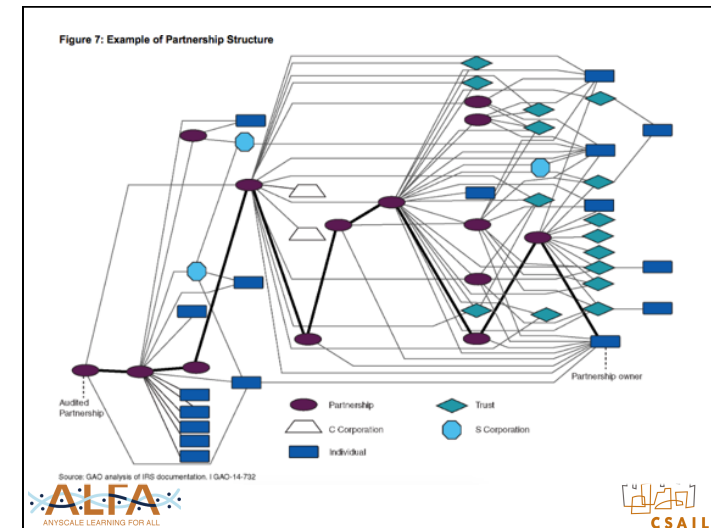 Figure 7: Example of Partnership Structure
Audited
Partnership
Partnership owner
Partnership
Trust
C Corporation
S Corporation
Individual
Source: GAO analysis of IRS documentation. I GAO-14-732
ALFA
ANYSCALE LEARNING FOR ALL
CSAIL